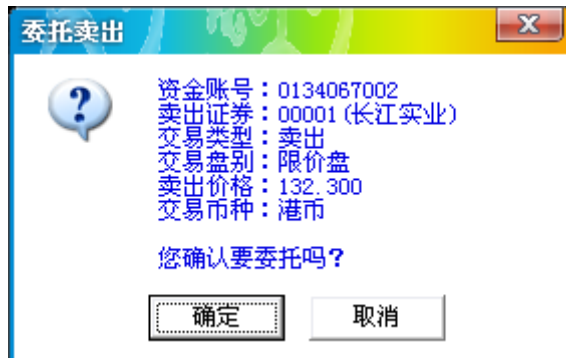 委托卖出
资金账号：0134067002
卖出证券：00001(长江实业)
交易类型：卖出
交易盘别：限价盘
卖出价格：132.300
交易币种：港币
您确认要委托吗?
确定
取消